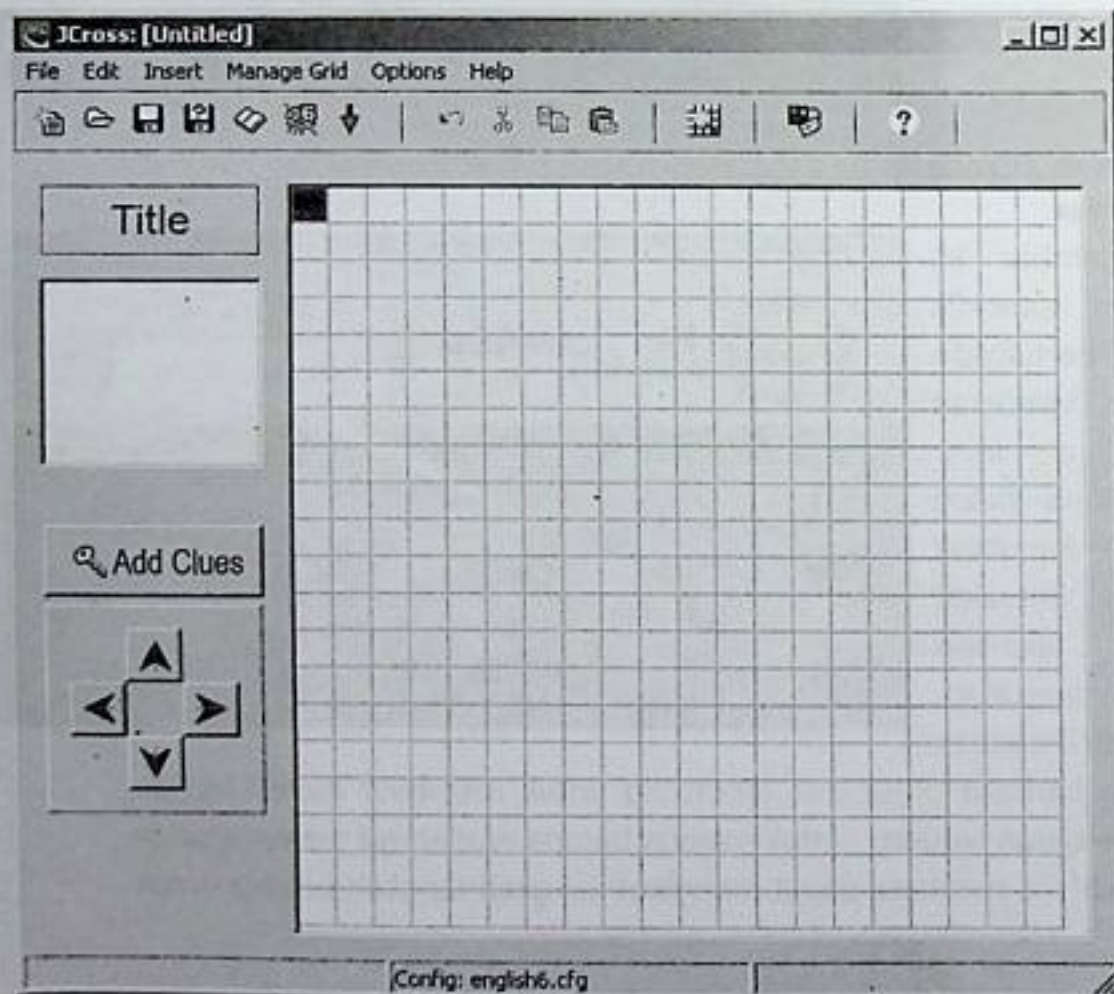 JCross: [Untitled]
File Edit Insert Manage Grid Options Help
?
Title
Add Clues
Config: english6.cfg